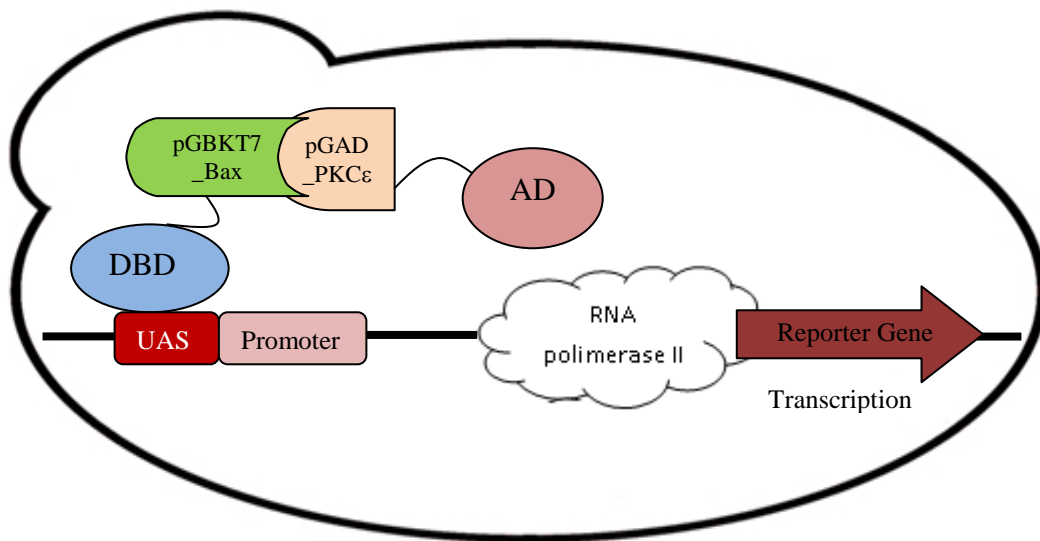 pGBKT7
_Bax
pGAD
_PKCε
AD
DBD
UAS
Promoter
RNA
polimerase II
Reporter Gene
Transcription